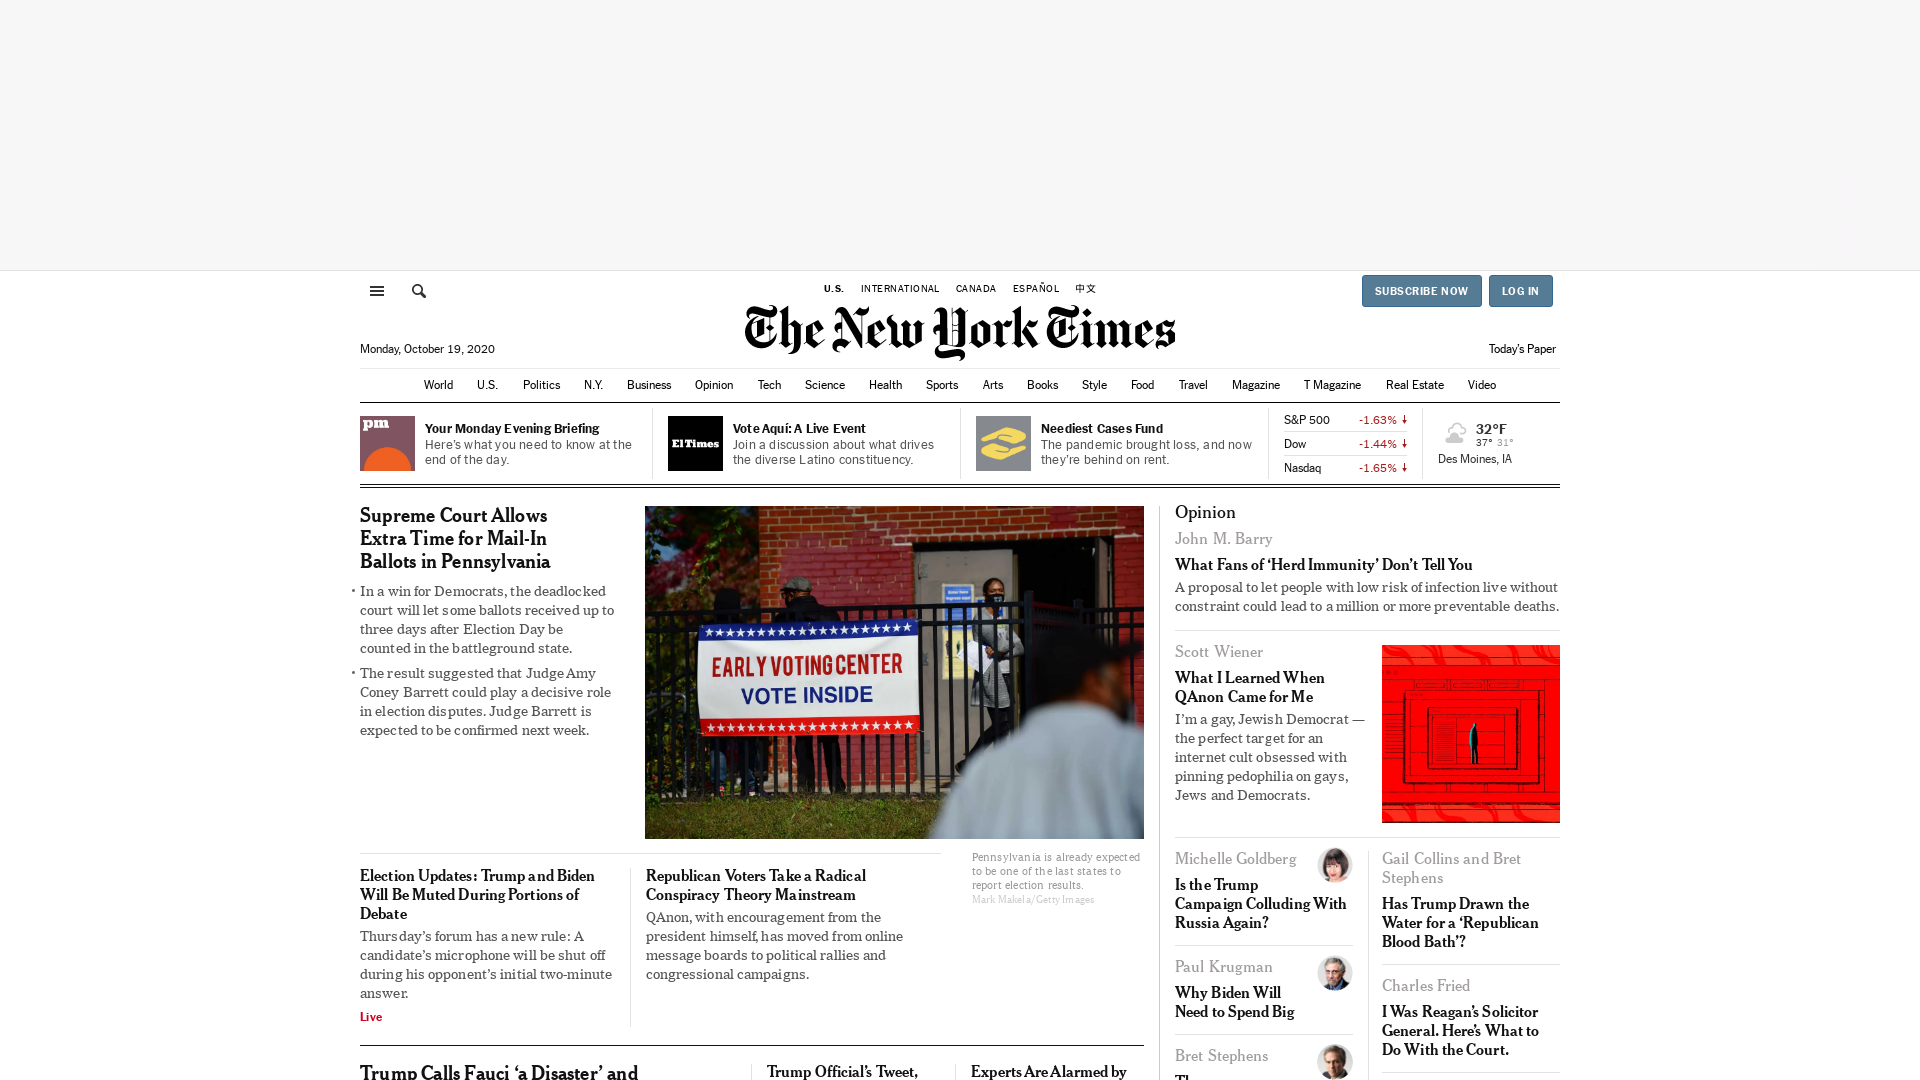 U.S. INTERNATIONAL CANADA ESPAÑOL 中文
SUBSCRIBE NOW LOG IN
The New York Times
Monday, October 19, 2020
Today's Paper
World U.S. Politics N.Y. Business Opinion Tech Science Health Sports Arts Books Style Food Travel Magazine T Magazine Real Estate Video
pm
Your Monday Evening Briefing
Here's what you need to know at the
end of the day.
El Times
Vote Aquí: A Live Event
Join a discussion about what drives
the diverse Latino constituency.
Neediest Cases Fund
The pandemic brought loss, and now
they're behind on rent.
S&P 500 -1.63% ↓
Dow -1.44% ↓
Nasdaq -1.65% ↓
32°F
37° 31°
Des Moines, IA
Supreme Court Allows
Extra Time for Mail-In
Ballots in Pennsylvania
• In a win for Democrats, the deadlocked
court will let some ballots received up to
three days after Election Day be
counted in the battleground state.
• The result suggested that Judge Amy
Coney Barrett could play a decisive role
in election disputes. Judge Barrett is
expected to be confirmed next week.
EARLY VOTING CENTER
VOTE INSIDE
Pennsylvania is already expected
to be one of the last states to
report election results.
Mark Makela/Getty Images
Election Updates: Trump and Biden
Will Be Muted During Portions of
Debate
Thursday's forum has a new rule: A
candidate's microphone will be shut off
during his opponent's initial two-minute
answer.
Live
Republican Voters Take a Radical
Conspiracy Theory Mainstream
QAnon, with encouragement from the
president himself, has moved from online
message boards to political rallies and
congressional campaigns.
Trump Calls Fauci 'a Disaster' and
Trump Official's Tweet,
Experts Are Alarmed by
Opinion
John M. Barry
What Fans of 'Herd Immunity' Don't Tell You
A proposal to let people with low risk of infection live without
constraint could lead to a million or more preventable deaths.
Scott Wiener
What I Learned When
QAnon Came for Me
I'm a gay, Jewish Democrat —
the perfect target for an
internet cult obsessed with
pinning pedophilia on gays,
Jews and Democrats.
Michelle Goldberg
Is the Trump
Campaign Colluding With
Russia Again?
Paul Krugman
Why Biden Will
Need to Spend Big
Bret Stephens
Gail Collins and Bret
Stephens
Has Trump Drawn the
Water for a 'Republican
Blood Bath'?
Charles Fried
I Was Reagan's Solicitor
General. Here's What to
Do With the Court.